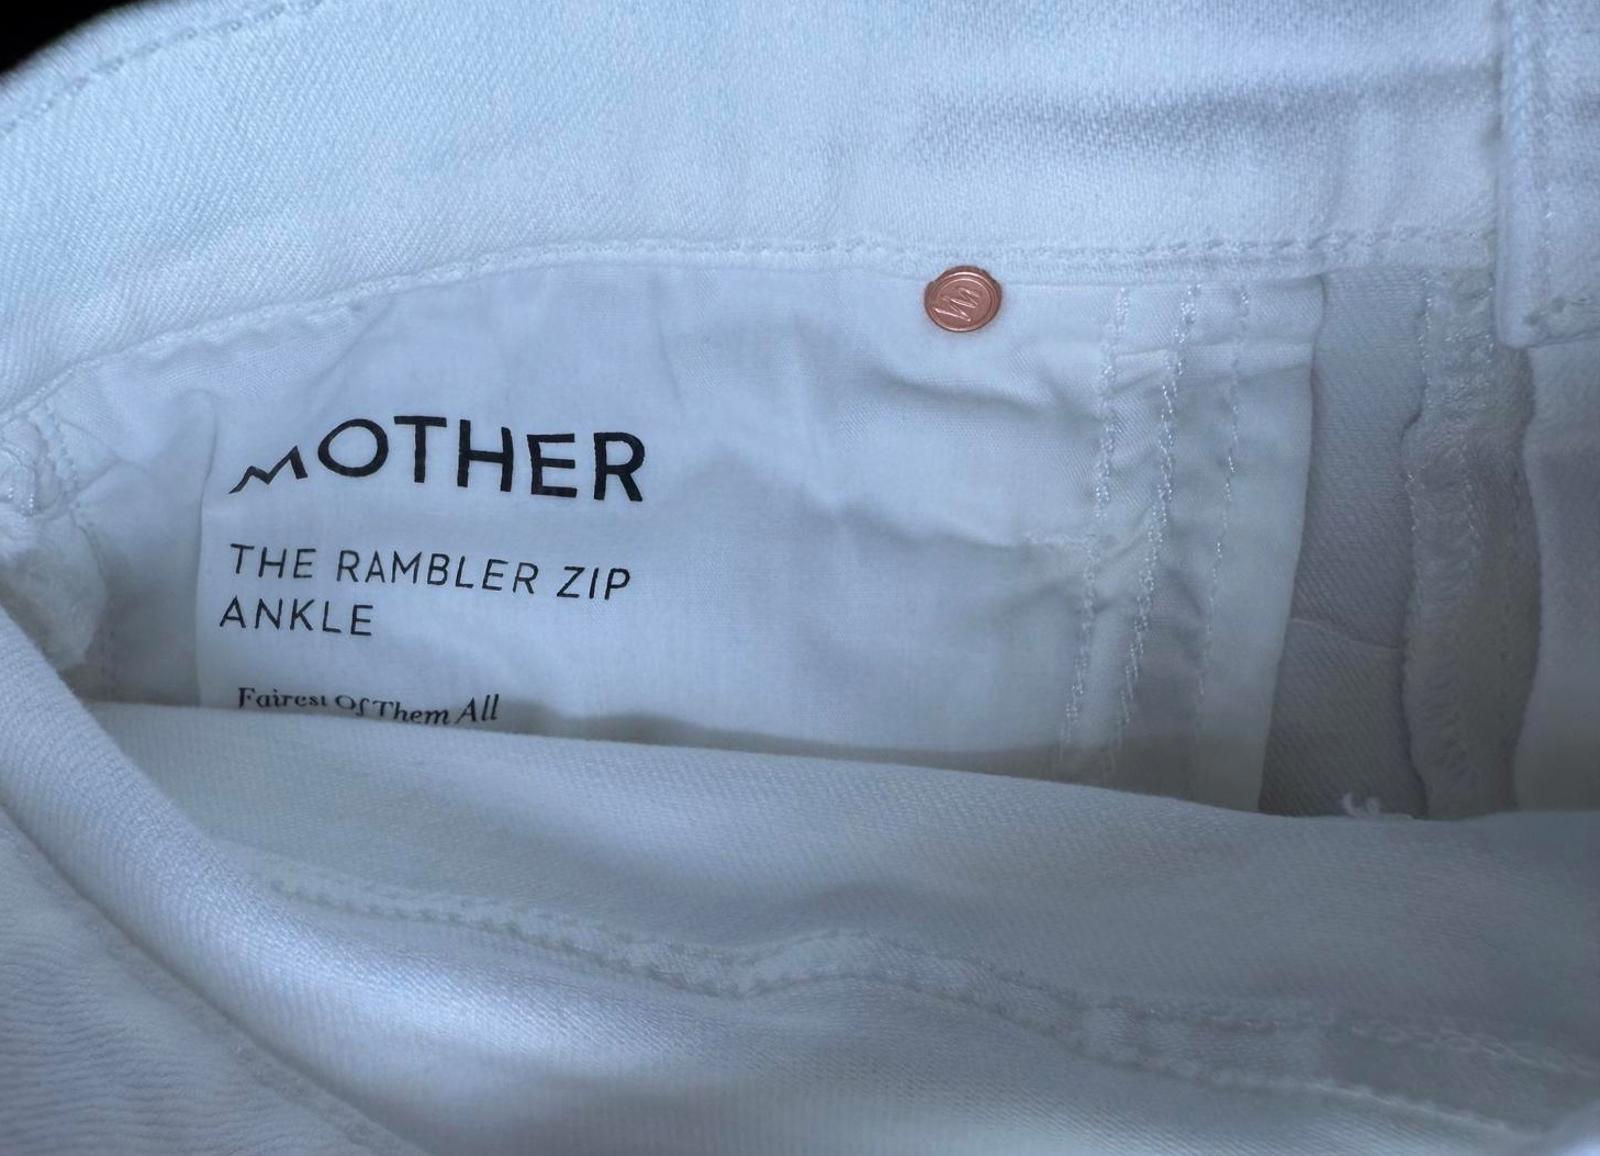 MOTHER
THE RAMBLER ZIP
ANKLE
Fairest Of Them All